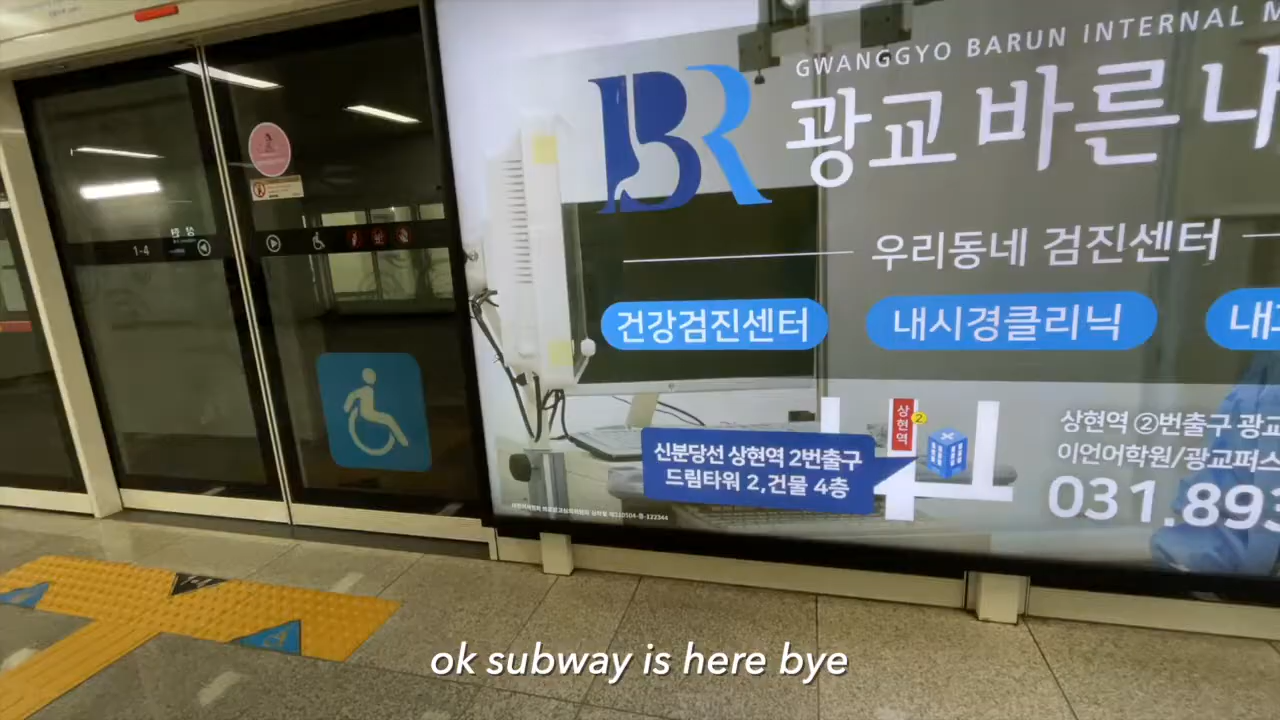 GWANGGYO BARUN INTERNAL M
BR
광교 바른 내
우리동네 검진센터
건강검진센터
내시경클리닉
내
상현역
2
신분당선 상현역 2번출구
드림타워 2, 건물 4층
상현역 ②번출구 광교
이언어학원/광교퍼스
031.893
1-4
ok subway is here bye